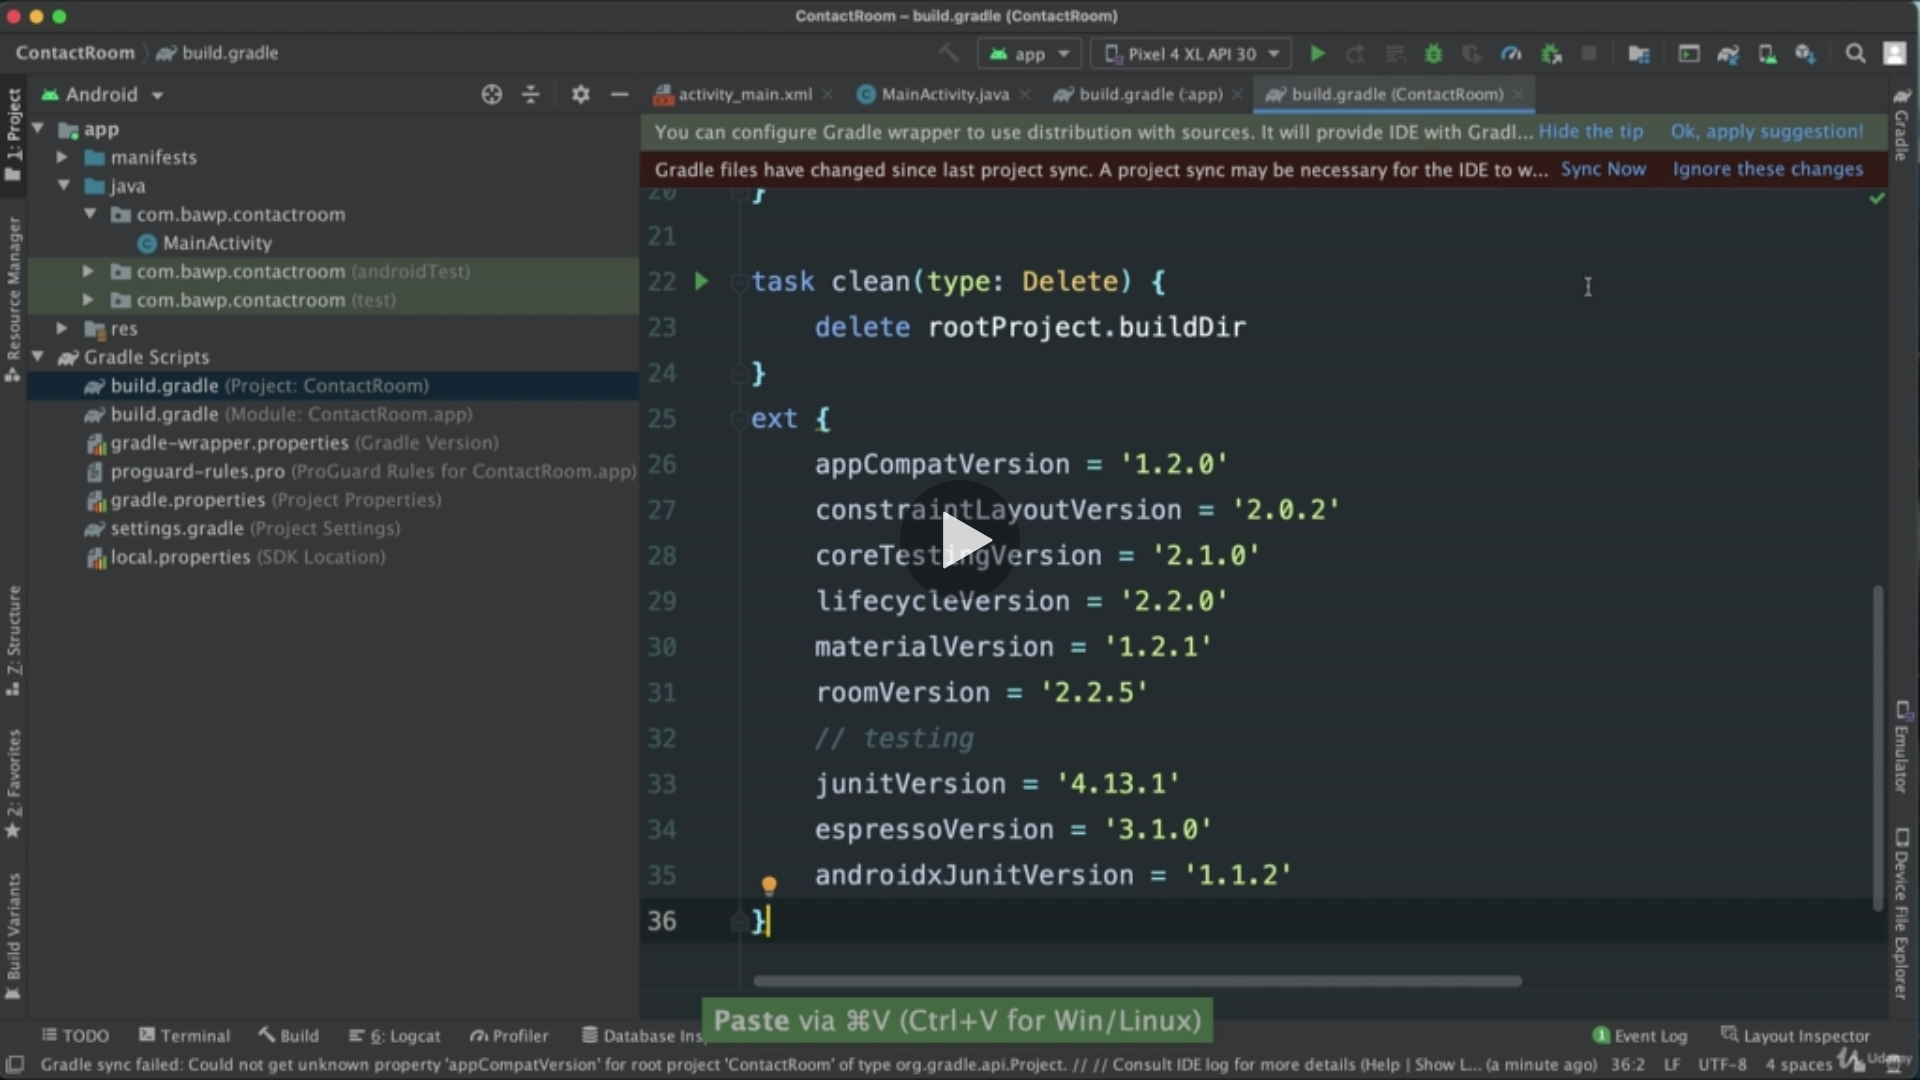 ContactRoom – build.gradle (ContactRoom)
ContactRoom build.gradle
app
Pixel 4 XL API 30
Android
activity_main.xml
MainActivity.java
build.gradle (:app)
build.gradle (ContactRoom)
1: Project
Resource Manager
Z: Structure
2: Favorites
Build Variants
app
manifests
java
com.bawp.contactroom
MainActivity
com.bawp.contactroom (androidTest)
com.bawp.contactroom (test)
res
Gradle Scripts
build.gradle (Project: ContactRoom)
build.gradle (Module: ContactRoom.app)
gradle-wrapper.properties (Gradle Version)
proguard-rules.pro (ProGuard Rules for ContactRoom.app)
gradle.properties (Project Properties)
settings.gradle (Project Settings)
local.properties (SDK Location)
You can configure Gradle wrapper to use distribution with sources. It will provide IDE with Gradl... Hide the tip Ok, apply suggestion!
Gradle files have changed since last project sync. A project sync may be necessary for the IDE to w... Sync Now Ignore these changes
20 }
21
22 task clean(type: Delete) {
23 delete rootProject.buildDir
24 }
25 ext {
26 appCompatVersion = '1.2.0'
27 constraintLayoutVersion = '2.0.2'
28 coreTestingVersion = '2.1.0'
29 lifecycleVersion = '2.2.0'
30 materialVersion = '1.2.1'
31 roomVersion = '2.2.5'
32 // testing
33 junitVersion = '4.13.1'
34 espressoVersion = '3.1.0'
35 androidxJunitVersion = '1.1.2'
36 }
Gradle
Emulator
Device File Explorer
Paste via ⌘V (Ctrl+V for Win/Linux)
TODO
Terminal
Build
6: Logcat
Profiler
Database Ins
1 Event Log
Layout Inspector
Gradle sync failed: Could not get unknown property 'appCompatVersion' for root project 'ContactRoom' of type org.gradle.api.Project. // // Consult IDE log for more details (Help | Show L... (a minute ago) 36:2 LF UTF-8 4 spaces
Udemy